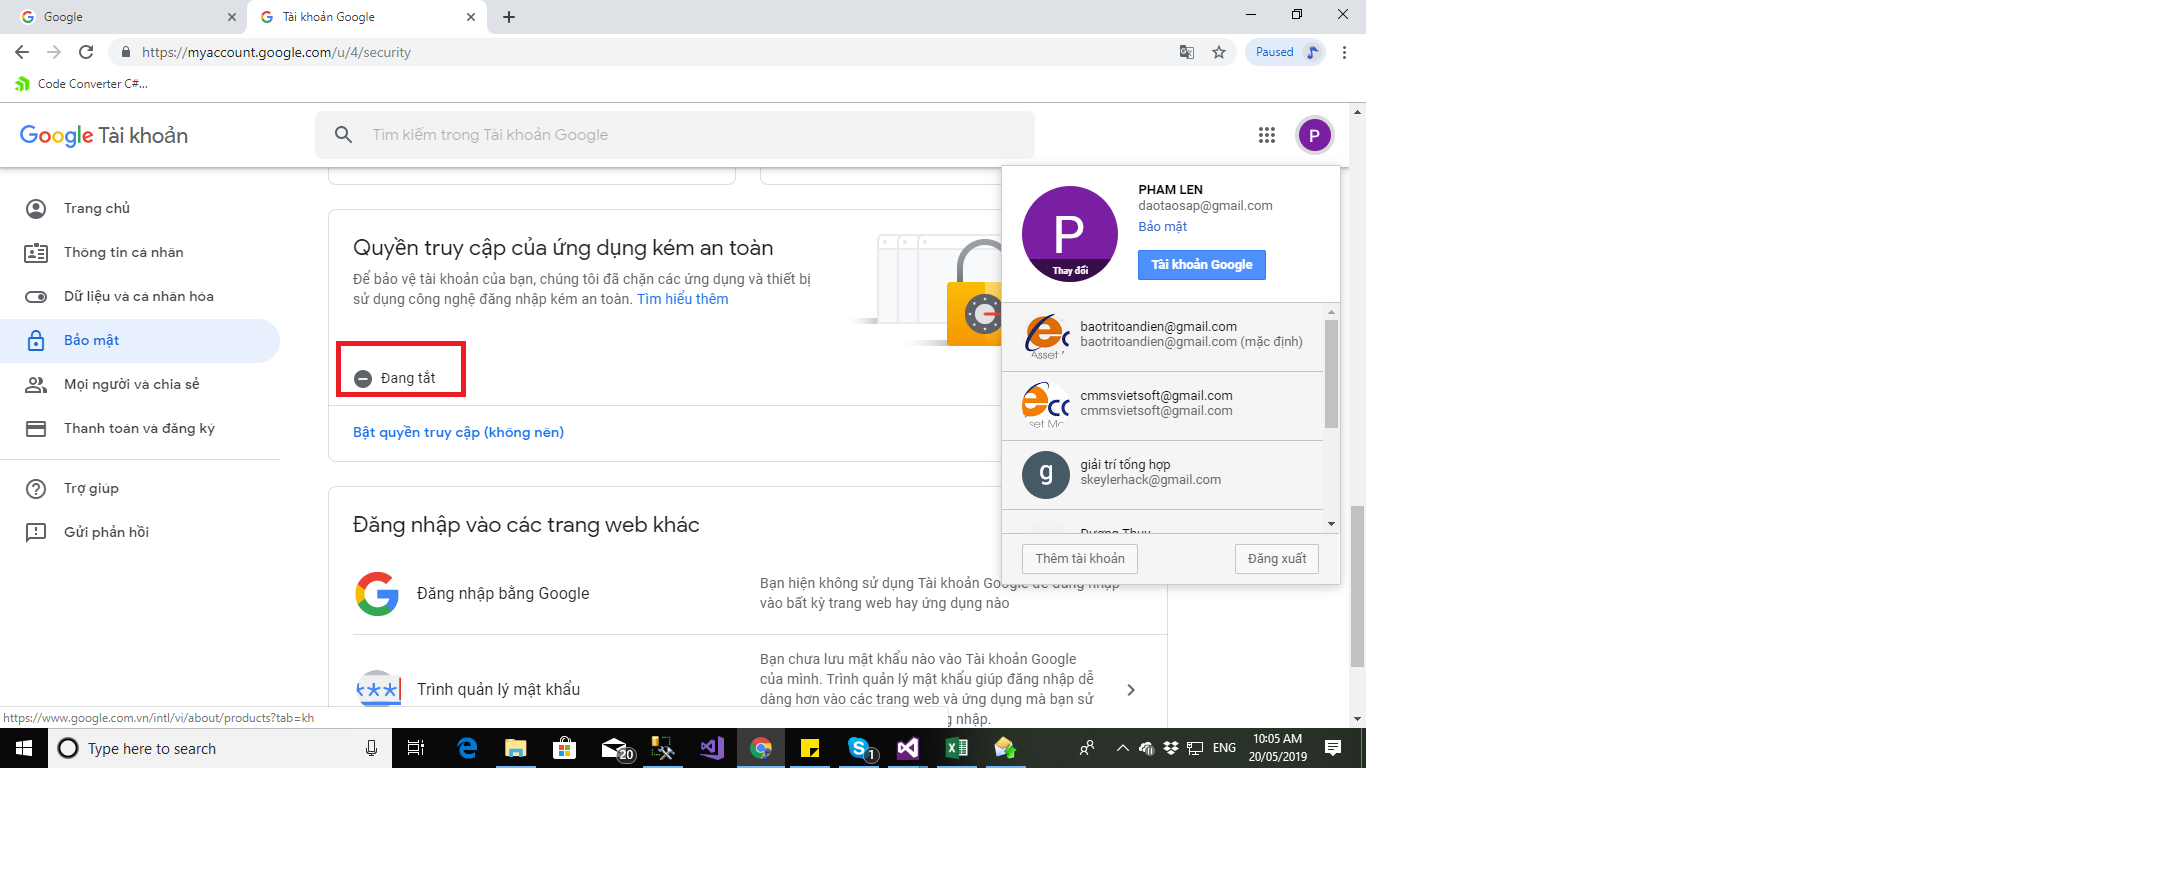 Google
Tài khoản Google
https://myaccount.google.com/u/4/security
Paused
Code Converter C#...
Google Tài khoản
Tìm kiếm trong Tài khoản Google
P
Trang chủ
Thông tin cá nhân
Dữ liệu và cá nhân hóa
Bảo mật
Mọi người và chia sẻ
Thanh toán và đăng ký
Trợ giúp
Gửi phản hồi
Quyền truy cập của ứng dụng kém an toàn
Để bảo vệ tài khoản của bạn, chúng tôi đã chặn các ứng dụng và thiết bị
sử dụng công nghệ đăng nhập kém an toàn. Tìm hiểu thêm
Đang tắt
Bật quyền truy cập (không nên)
Đăng nhập vào các trang web khác
Đăng nhập bằng Google
Bạn hiện không sử dụng Tài khoản Google để đăng nhập
vào bất kỳ trang web hay ứng dụng nào
Trình quản lý mật khẩu
Bạn chưa lưu mật khẩu nào vào Tài khoản Google
của mình. Trình quản lý mật khẩu giúp đăng nhập dễ
dàng hơn vào các trang web và ứng dụng mà bạn sử
nhập.
P
Thay đổi
PHAM LEN
daotaosap@gmail.com
Bảo mật
Tài khoản Google
ec
Asset
baotritoandien@gmail.com
baotritoandien@gmail.com (mặc định)
ecc
set Ma
cmmsvietsoft@gmail.com
cmmsvietsoft@gmail.com
g
giải trí tổng hợp
skeylerhack@gmail.com
Dương Thuy
Thêm tài khoản
Đăng xuất
https://www.google.com.vn/intl/vi/about/products?tab=kh
Type here to search
20
1
ENG
10:05 AM
20/05/2019